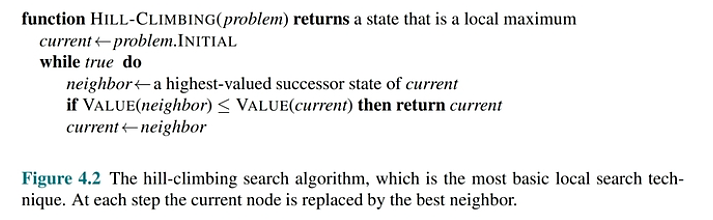 function HILL-CLIMBING(problem) returns a state that is a local maximum
current←problem.INITIAL
while true do
neighbor←a highest-valued successor state of current
if VALUE(neighbor) ≤ VALUE(current) then return current
current←neighbor
Figure 4.2 The hill-climbing search algorithm, which is the most basic local search tech-
nique. At each step the current node is replaced by the best neighbor.